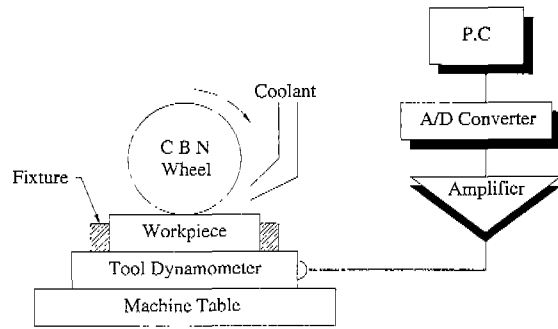 P.C
Coolant
A/D Converter
C B N
Wheel
Fixture
Amplifier
Workpiece
Tool Dynamometer
Machine Table